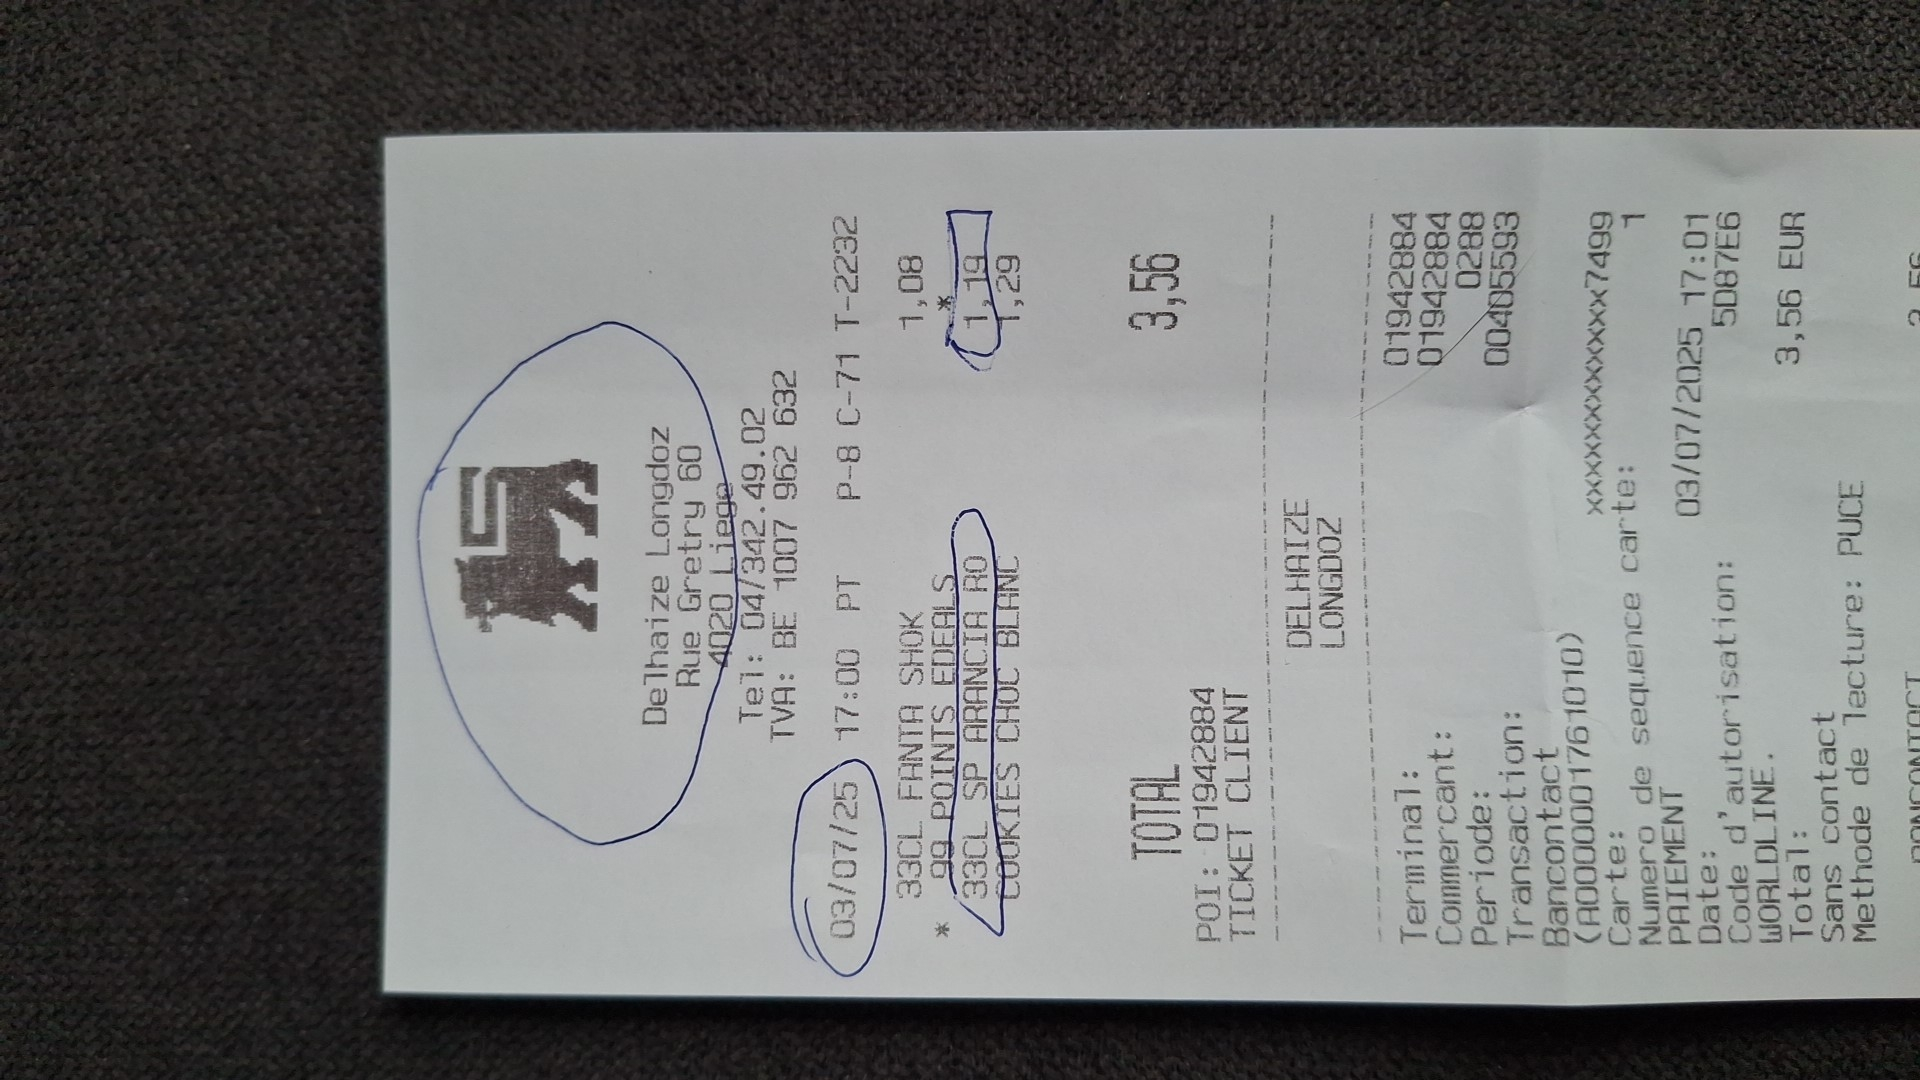 Delhaize Longdoz
Rue Gretry 60
4020 Liege
Tel: 04/342.49.02
TVA: BE 1007 962 632
03/07/25 17:00 PT P-8 C-71 T-2232
33CL FANTA SHOK 1,08
* 99 POINTS EDEALS *
33CL SP ARANCIA RO 1,19
COOKIES CHOC BLANC 1,29
TOTAL 3,56
POI: 01942884
TICKET CLIENT
DELHAIZE
LONGDOZ
Terminal: 01942884
Commercant: 01942884
Periode: 0288
Transaction: 00405593
Bancontact
(A0000001761010)
Carte: xxxxxxxxxxxxx7499
Numero de sequence carte: 1
PAIEMENT
Date: 03/07/2025 17:01
Code d'autorisation: 5D87E6
WORLDLINE.
Total: 3,56 EUR
Sans contact
Methode de lecture: PUCE
BANCONTACT 3,56